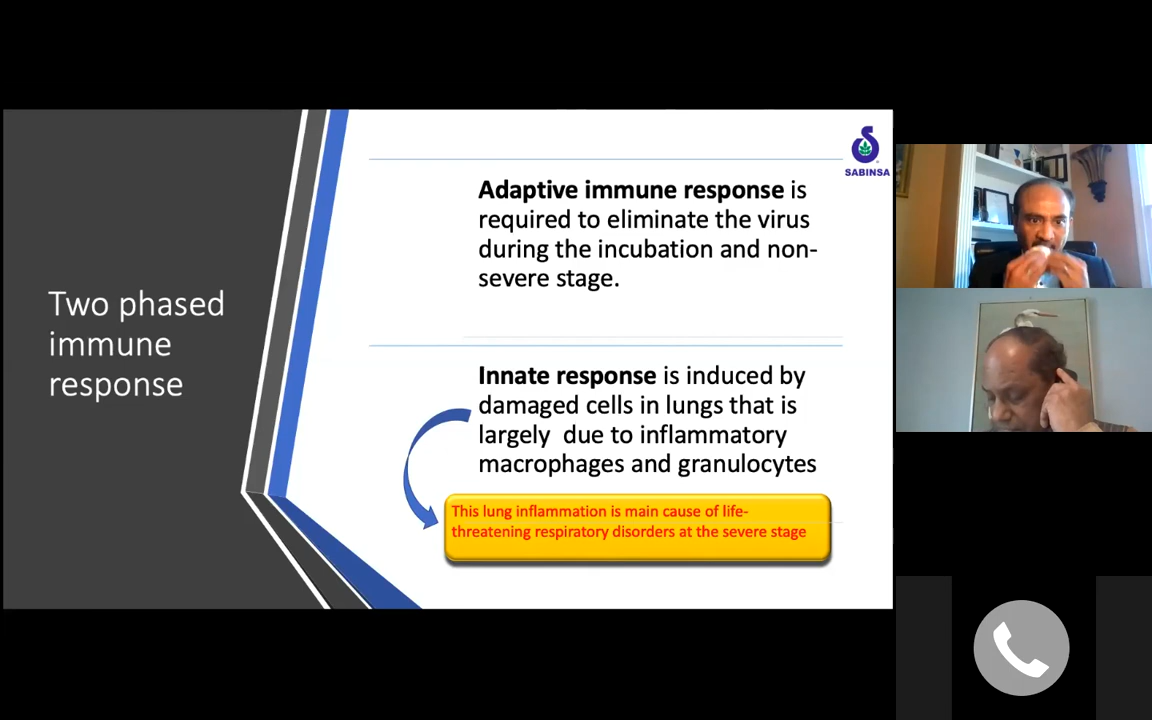 Two phased
immune
response
SABINSA
Adaptive immune response is
required to eliminate the virus
during the incubation and non-
severe stage.
Innate response is induced by
damaged cells in lungs that is
largely due to inflammatory
macrophages and granulocytes
This lung inflammation is main cause of life-
threatening respiratory disorders at the severe stage